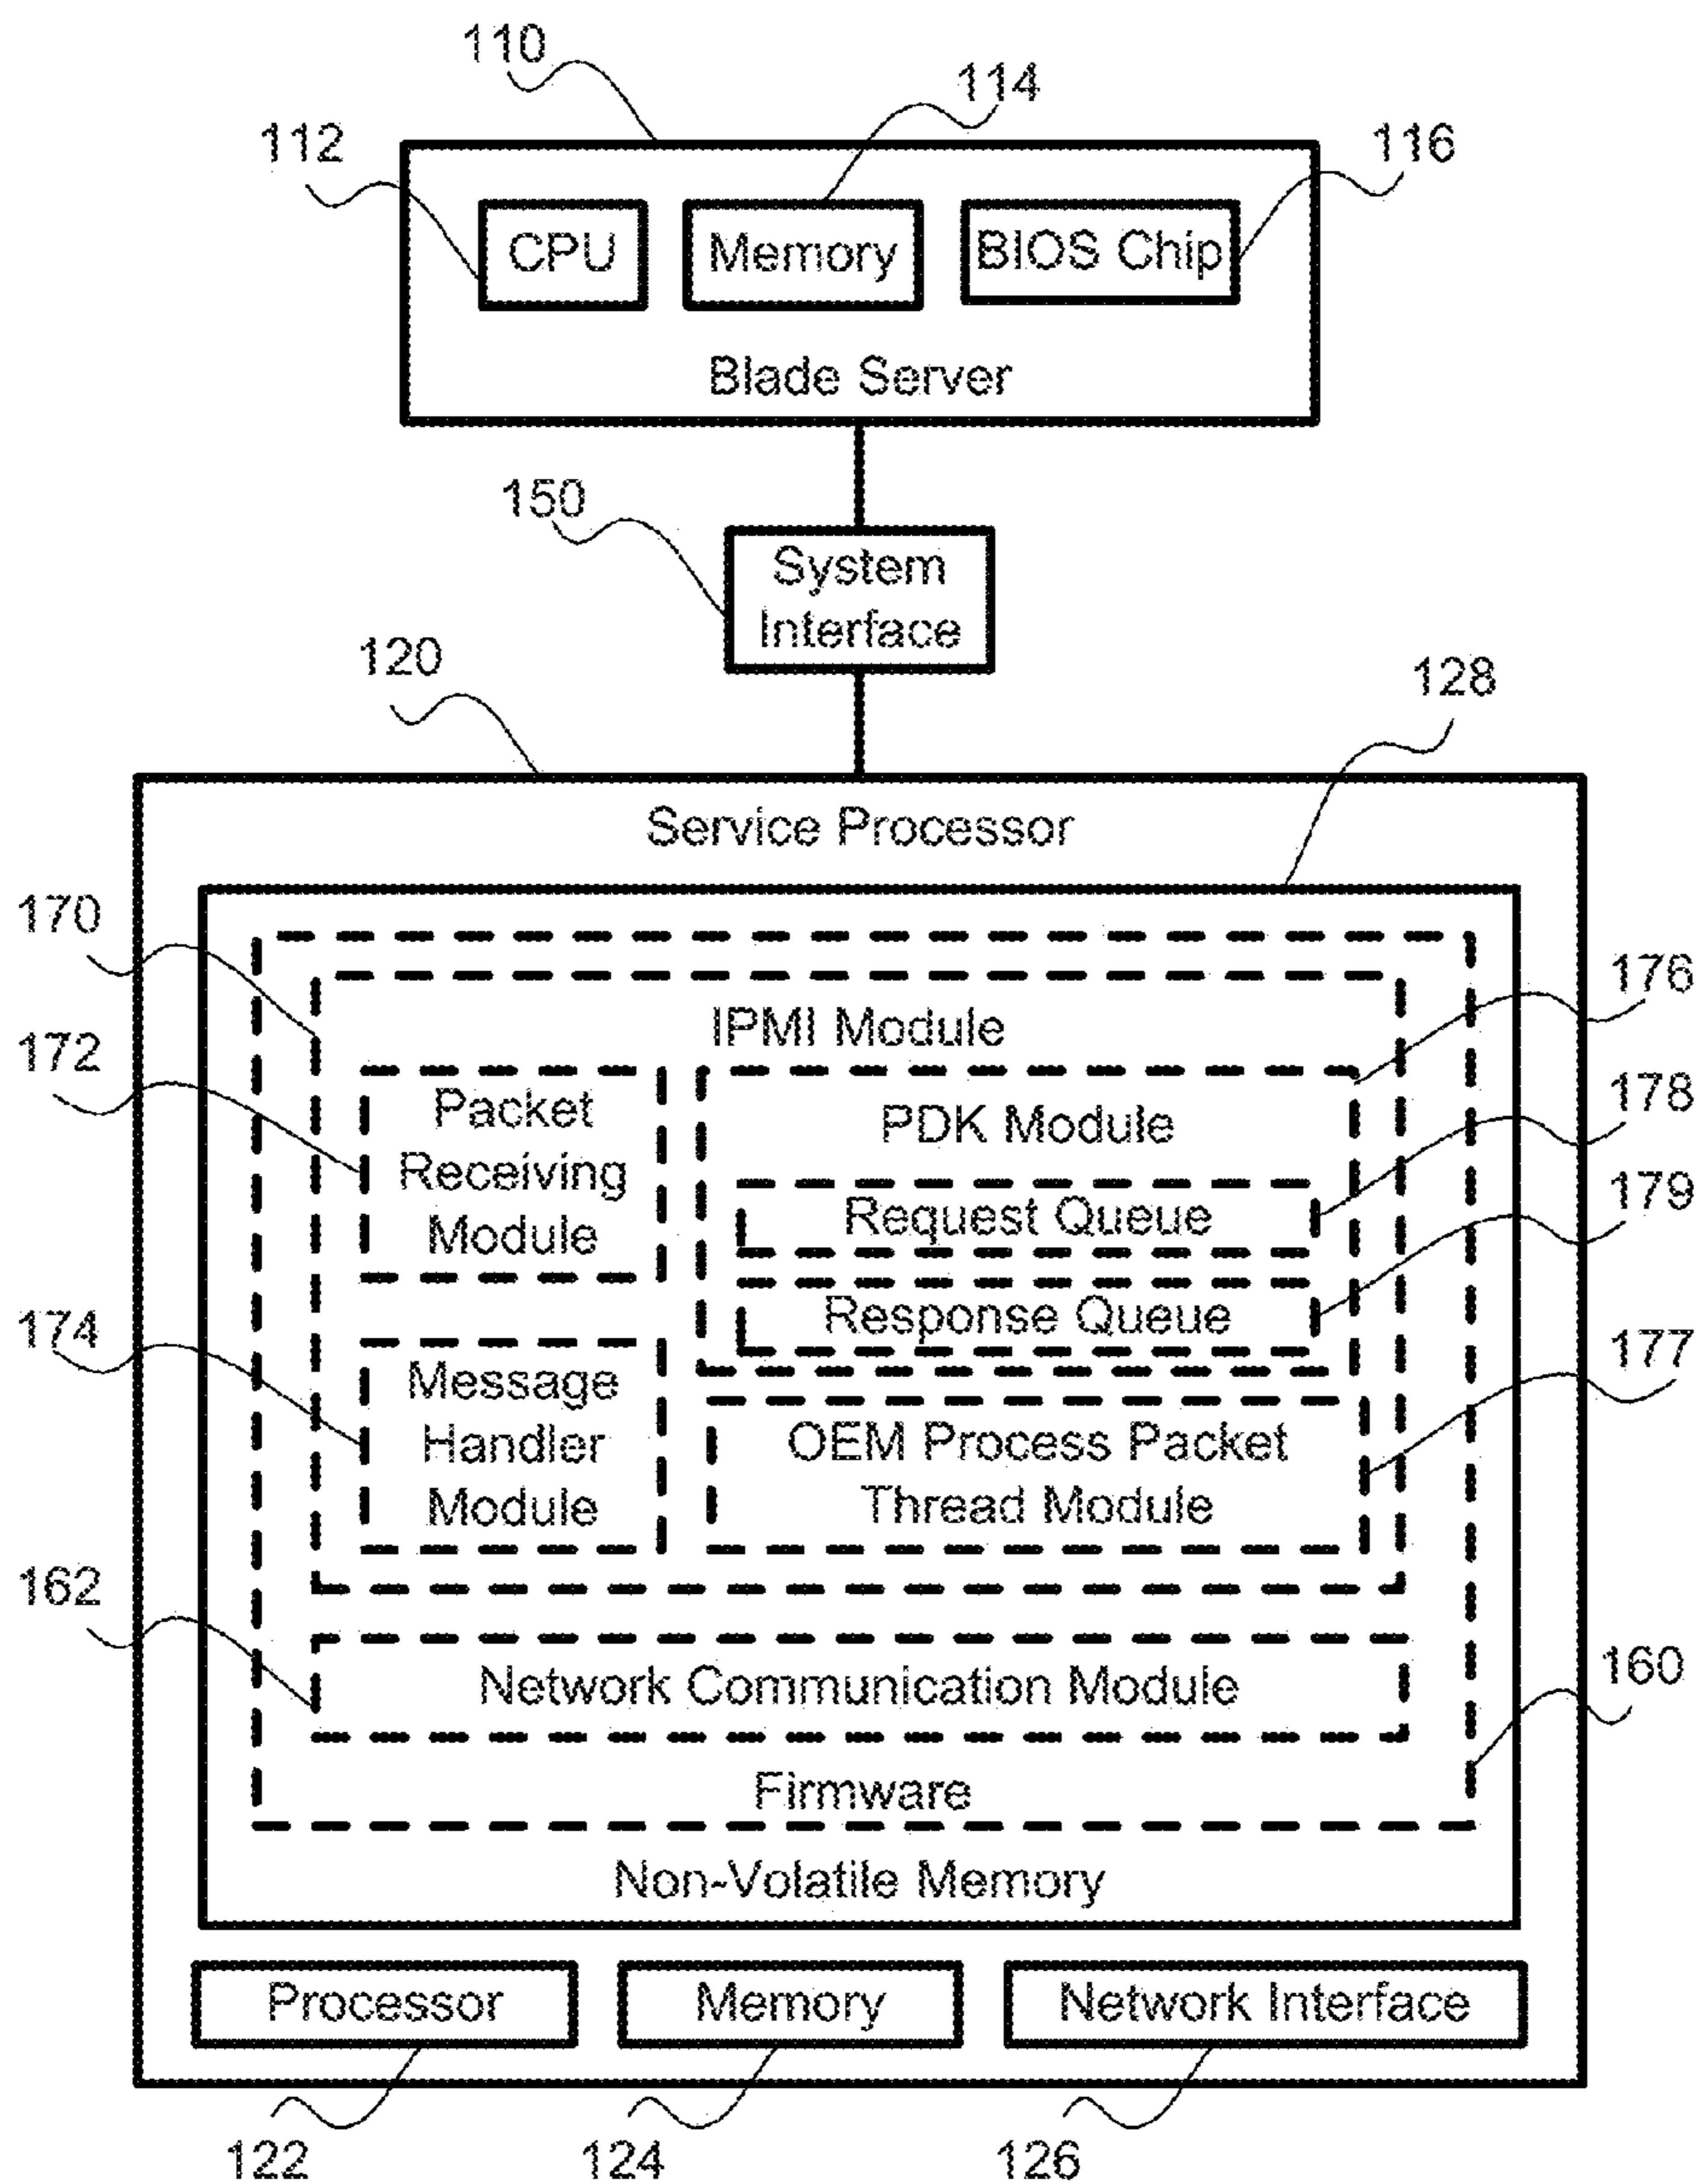 110
114
112
116
CPU
Memory
BIOS Chip
Blade Server
150
System
Interface
120
128
Service Processor
170
176
IPMI Module
172
178
Packet
Receiving
Module
PDK Module
179
Request Queue
Response Queue
174
177
Message
Handler
Module
OEM Process Packet
Thread Module
162
160
Network Communication Module
Firmware
Non-Volatile Memory
Processor
Memory
Network Interface
122
124
126